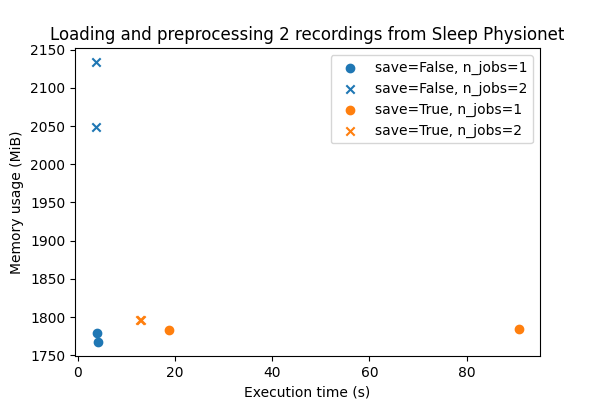 Loading and preprocessing 2 recordings from Sleep Physionet
2150
2100
2050
2000
1950
1900
1850
1800
1750
Memory usage (MiB)
save=False, n_jobs=1
save=False, n_jobs=2
save=True, n_jobs=1
save=True, n_jobs=2
0 20 40 60 80
Execution time (s)